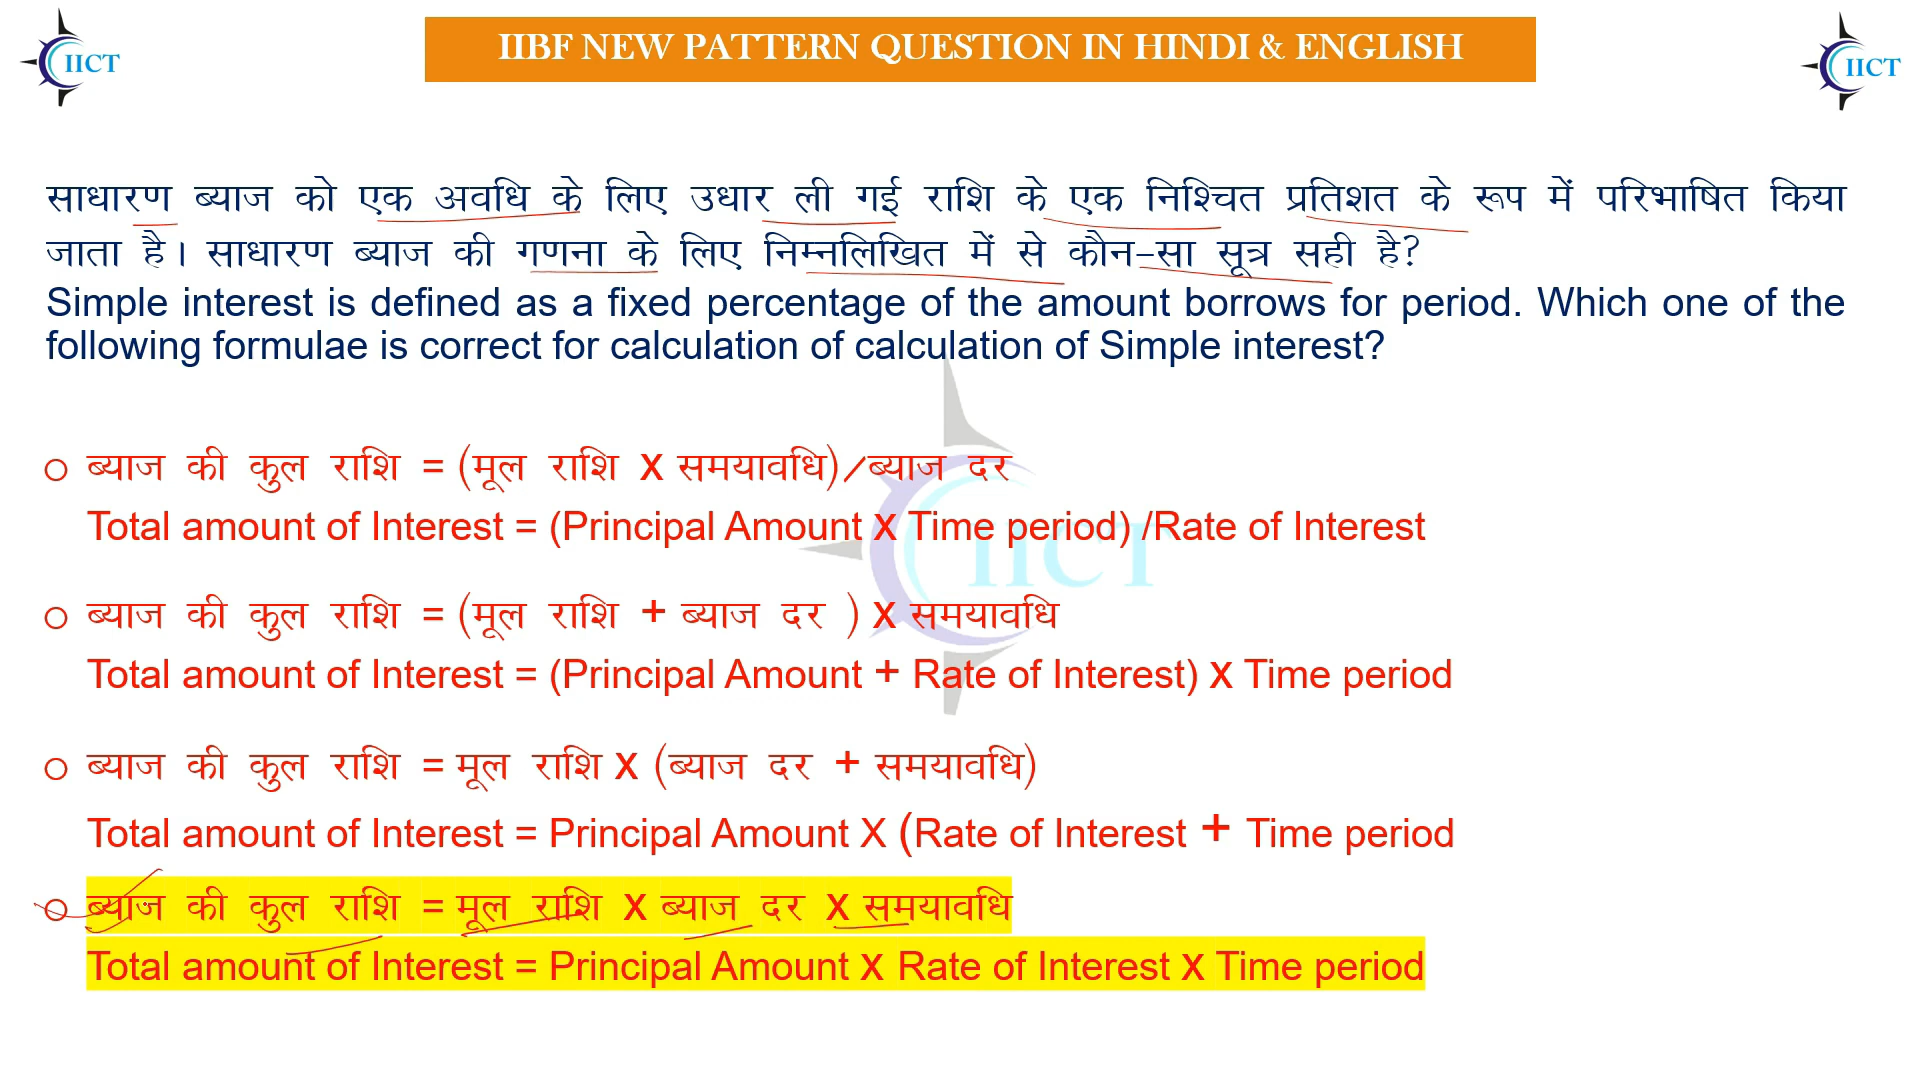 IICT
IIBF NEW PATTERN QUESTION IN HINDI & ENGLISH
IICT
साधारण ब्याज को एक अवधि के लिए उधार ली गई राशि के एक निश्चित प्रतिशत के रूप में परिभाषित किया
जाता है। साधारण ब्याज की गणना के लिए निम्नलिखित में से कौन-सा सूत्र सही है?
Simple interest is defined as a fixed percentage of the amount borrows for period. Which one of the
following formulae is correct for calculation of calculation of Simple interest?
ब्याज की कुल राशि = (मूल राशि x समयावधि)/ब्याज दर
Total amount of Interest = (Principal Amount x Time period) /Rate of Interest
IICT
ब्याज की कुल राशि = (मूल राशि + ब्याज दर ) x समयावधि
Total amount of Interest = (Principal Amount + Rate of Interest) x Time period
ब्याज की कुल राशि = मूल राशि x (ब्याज दर + समयावधि)
Total amount of Interest = Principal Amount X (Rate of Interest + Time period
ब्याज की कुल राशि = मूल राशि x ब्याज दर x समयावधि
Total amount of Interest = Principal Amount x Rate of Interest x Time period